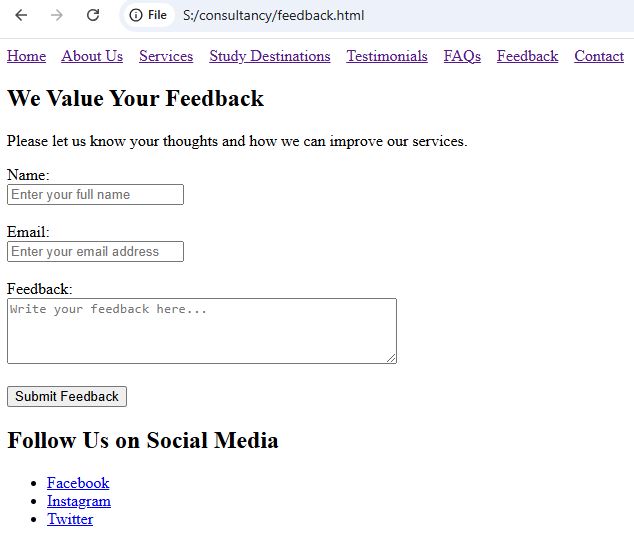 File S:/consultancy/feedback.html
Home About Us Services Study Destinations Testimonials FAQs Feedback Contact
We Value Your Feedback
Please let us know your thoughts and how we can improve our services.
Name:
Enter your full name
Email:
Enter your email address
Feedback:
Write your feedback here...
Submit Feedback
Follow Us on Social Media
Facebook
Instagram
Twitter